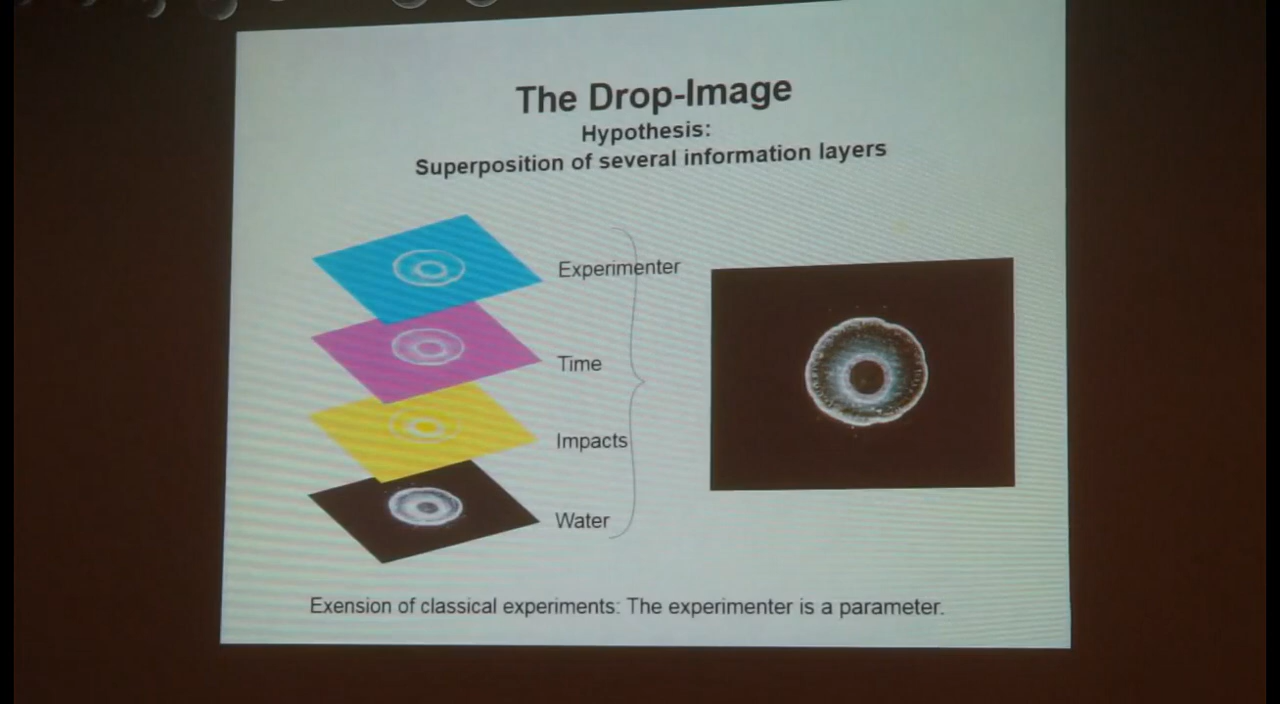 The Drop-Image
Hypothesis:
Superposition of several information layers
Experimenter
Time
Impacts
Water
Exension of classical experiments: The experimenter is a parameter.